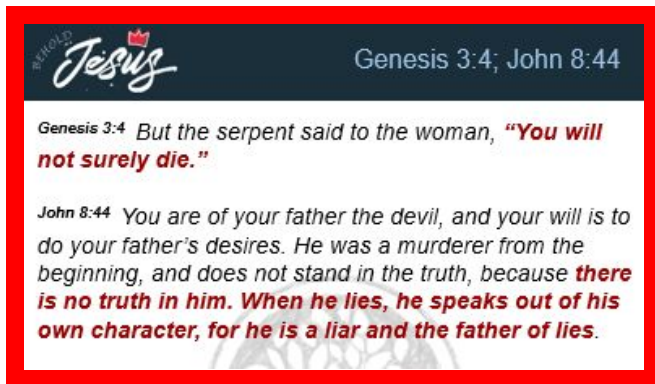 BEHOLD
Jesus
Genesis 3:4; John 8:44
Genesis 3:4 But the serpent said to the woman, “You will
not surely die.”
John 8:44 You are of your father the devil, and your will is to
do your father’s desires. He was a murderer from the
beginning, and does not stand in the truth, because there
is no truth in him. When he lies, he speaks out of his
own character, for he is a liar and the father of lies.